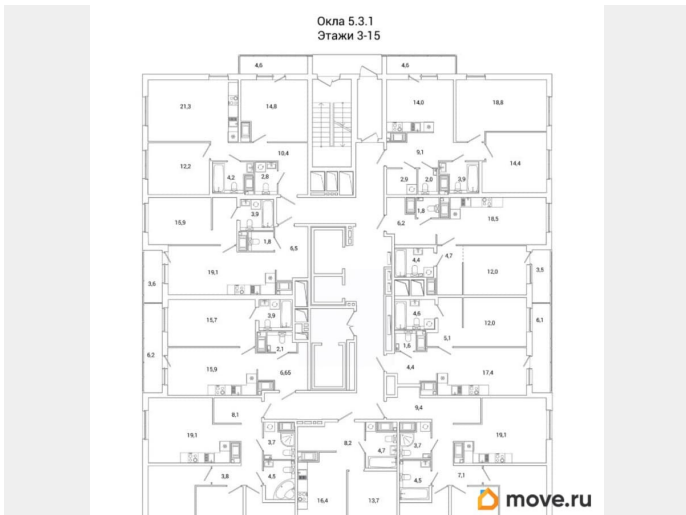 Окла 5.3.1
Этажи 3-15
4,6 4,6
21,3 14,8 14,0 18,8
10,4 9,1
12,2 14,4
4,2 2,8 2,9 2,0 3,9
15,9 3,9 1,8 18,5
6,2
1,8 6,5
4,4 4,7
19,1 12,0
3,6 3,5
15,7 3,9 4,6 12,0
6,1
2,1 1,6 5,1
6,2 15,9 6,65 4,4 17,4
8,1 9,4
19,1 3,7 8,2 4,7 3,7 19,1
3,8 4,5 4,5 7,1
16,4 13,7
move.ru